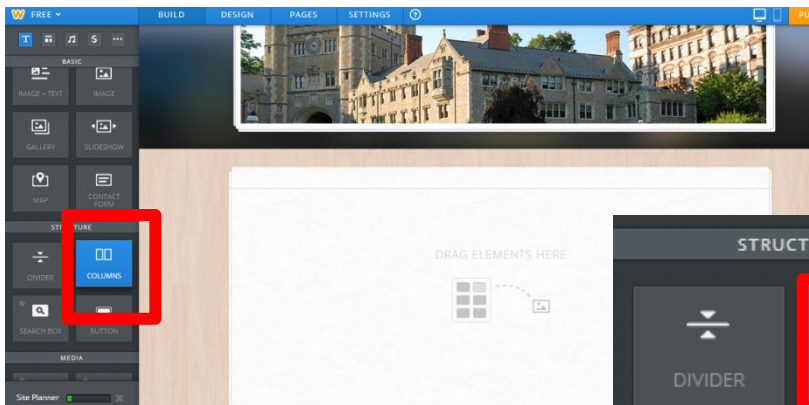 FREE BUILD DESIGN PAGES SETTINGS ?
T $
BASIC
IMAGE + TEXT IMAGE
GALLERY SLIDESHOW
MAP CONTACT FORM
STRUCTURE
DIVIDER COLUMNS
SEARCH BOX BUTTON
MEDIA
Site Planner
DRAG ELEMENTS HERE
STRUCT
DIVIDER